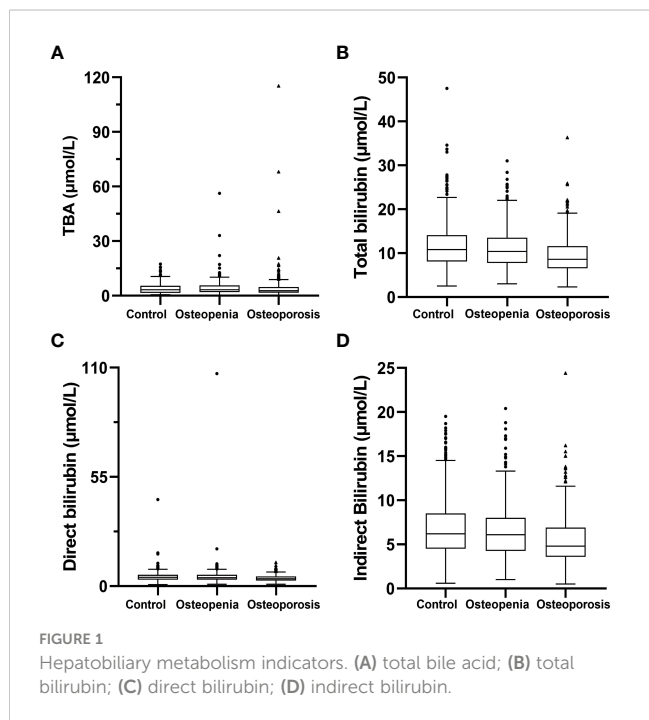 A
TBA (µmol/L)
120
90
60
30
0
Control Osteopenia Osteoporosis
B
Total bilirubin (µmol/L)
50
40
30
20
10
0
Control Osteopenia Osteoporosis
C
Direct bilirubin (µmol/L)
110
55
0
Control Osteopenia Osteoporosis
D
Indirect Bilirubin (µmol/L)
25
20
15
10
5
0
Control Osteopenia Osteoporosis
FIGURE 1
Hepatobiliary metabolism indicators. (A) total bile acid; (B) total
bilirubin; (C) direct bilirubin; (D) indirect bilirubin.